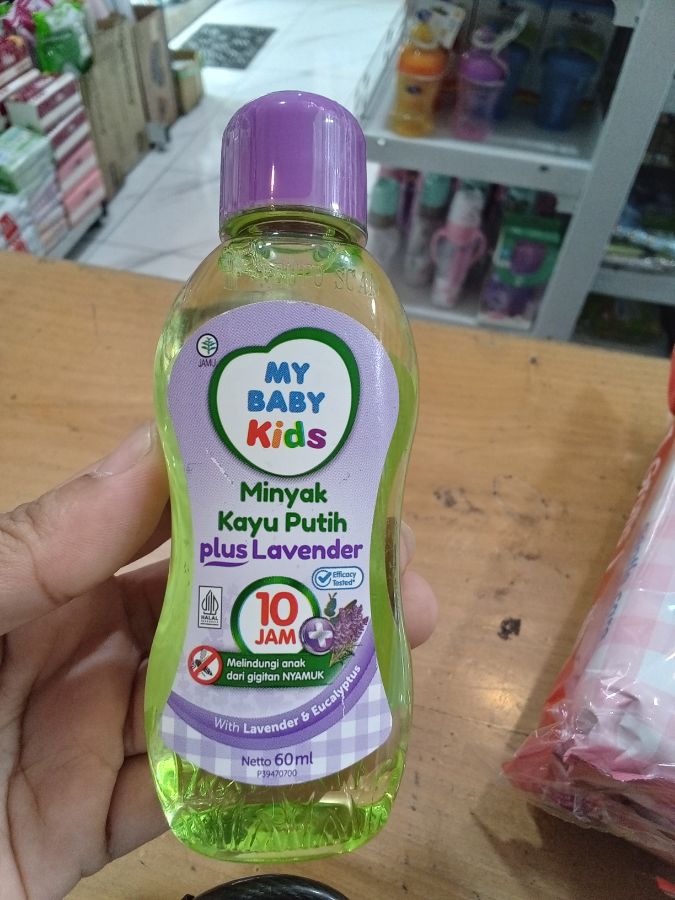 JAMU
MY
BABY
Kids
Minyak
Kayu Putih
plus Lavender
Efficacy
Tested*
HALAL
10
JAM
Melindungi anak
dari gigitan NYAMUK
With Lavender & Eucalyptus
Netto 60ml
P39470700